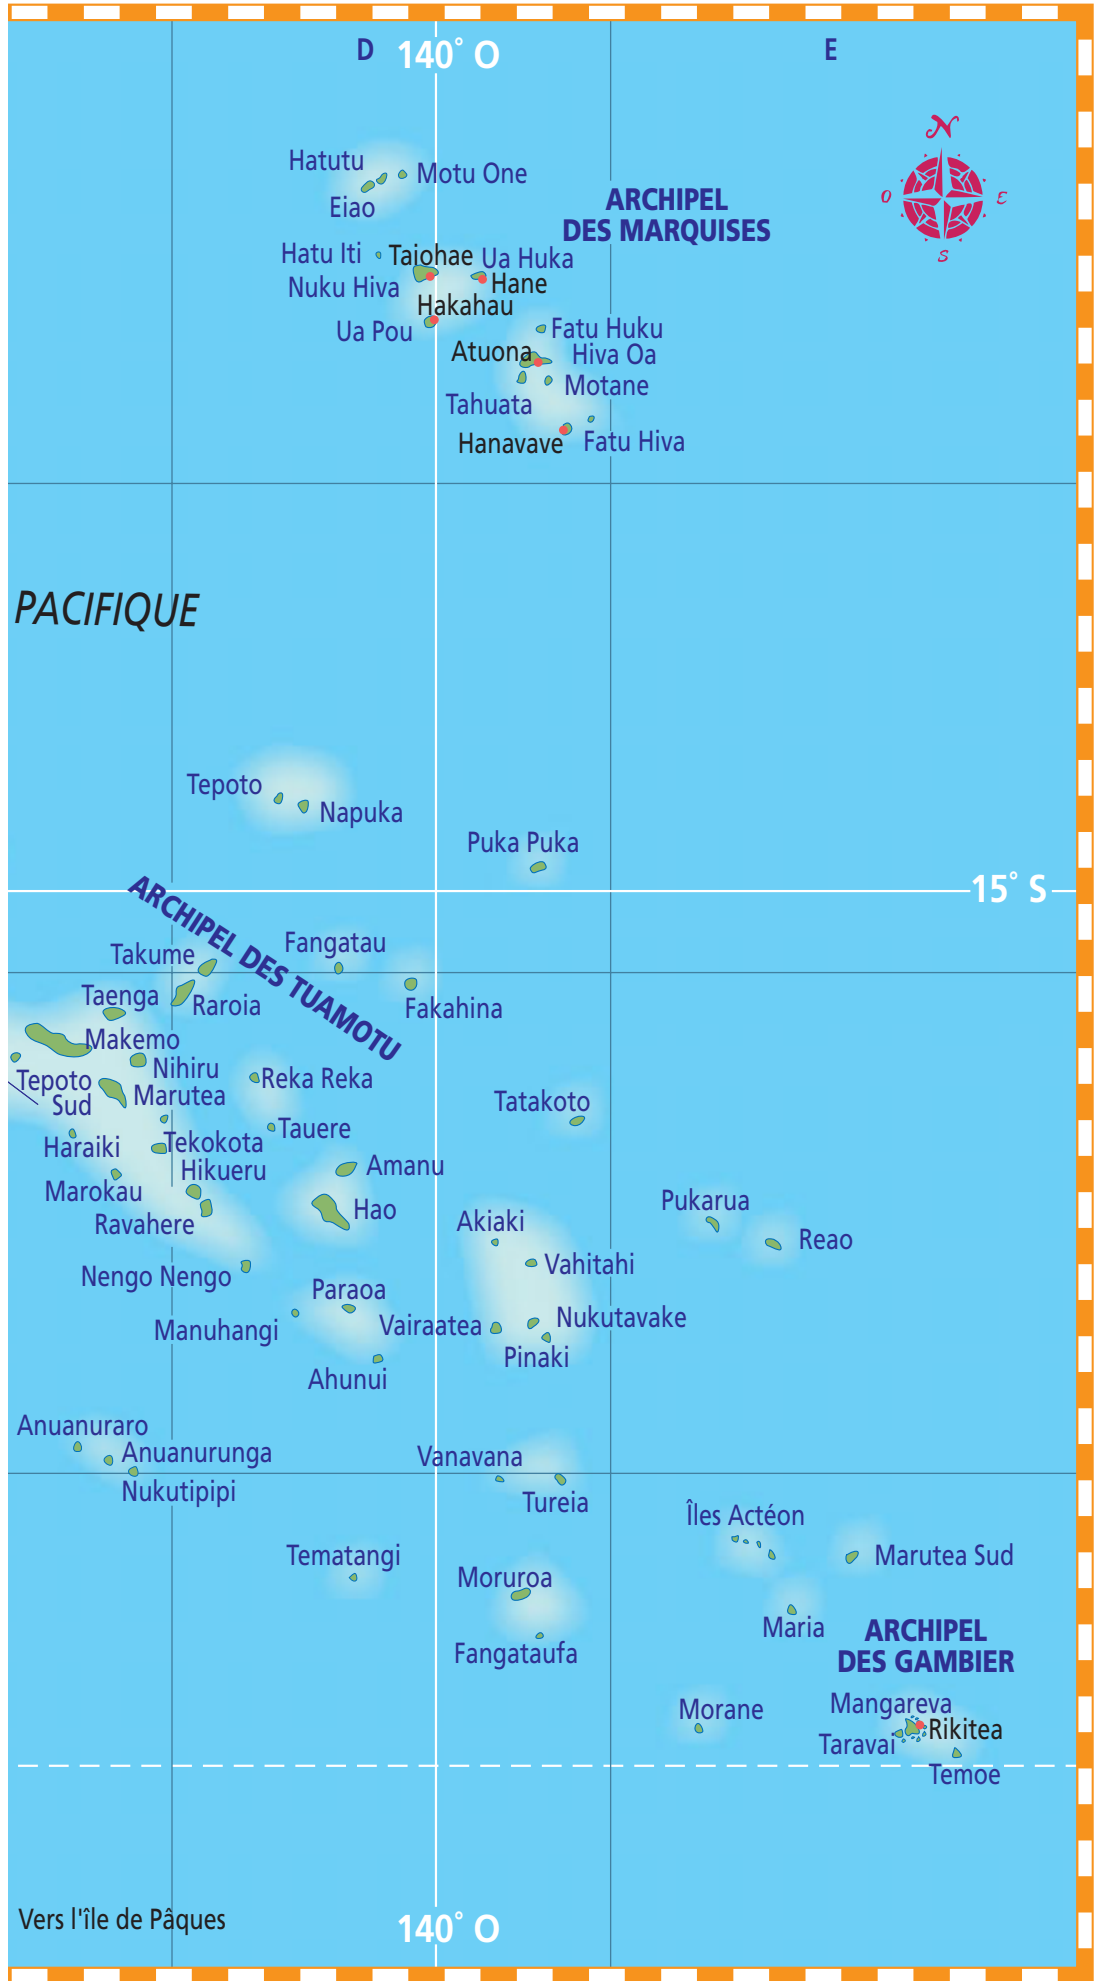 D
140° O
E
N
O
E
S
Hatutu
Motu One
Eiao
ARCHIPEL
DES MARQUISES
Hatu Iti
Taiohae
Ua Huka
Nuku Hiva
Hane
Hakahau
Ua Pou
Fatu Huku
Atuona
Hiva Oa
Motane
Tahuata
Hanavave
Fatu Hiva
PACIFIQUE
Tepoto
Napuka
Puka Puka
15° S
ARCHIPEL DES TUAMOTU
Takume
Fangatau
Taenga
Raroia
Fakahina
Makemo
Nihiru
Reka Reka
Tepoto
Sud
Marutea
Tatakoto
Tauere
Haraiki
Tekokota
Hikueru
Amanu
Marokau
Hao
Pukarua
Ravahere
Akiaki
Reao
Vahitahi
Nengo Nengo
Paraoa
Manuhangi
Vairaatea
Nukutavake
Pinaki
Ahunui
Anuanuraro
Anuanurunga
Nukutipipi
Vanavana
Tureia
Îles Actéon
Tematangi
Marutea Sud
Moruroa
Maria
ARCHIPEL
DES GAMBIER
Fangataufa
Morane
Mangareva
Rikitea
Taravai
Temoe
Vers l'île de Pâques
140° O